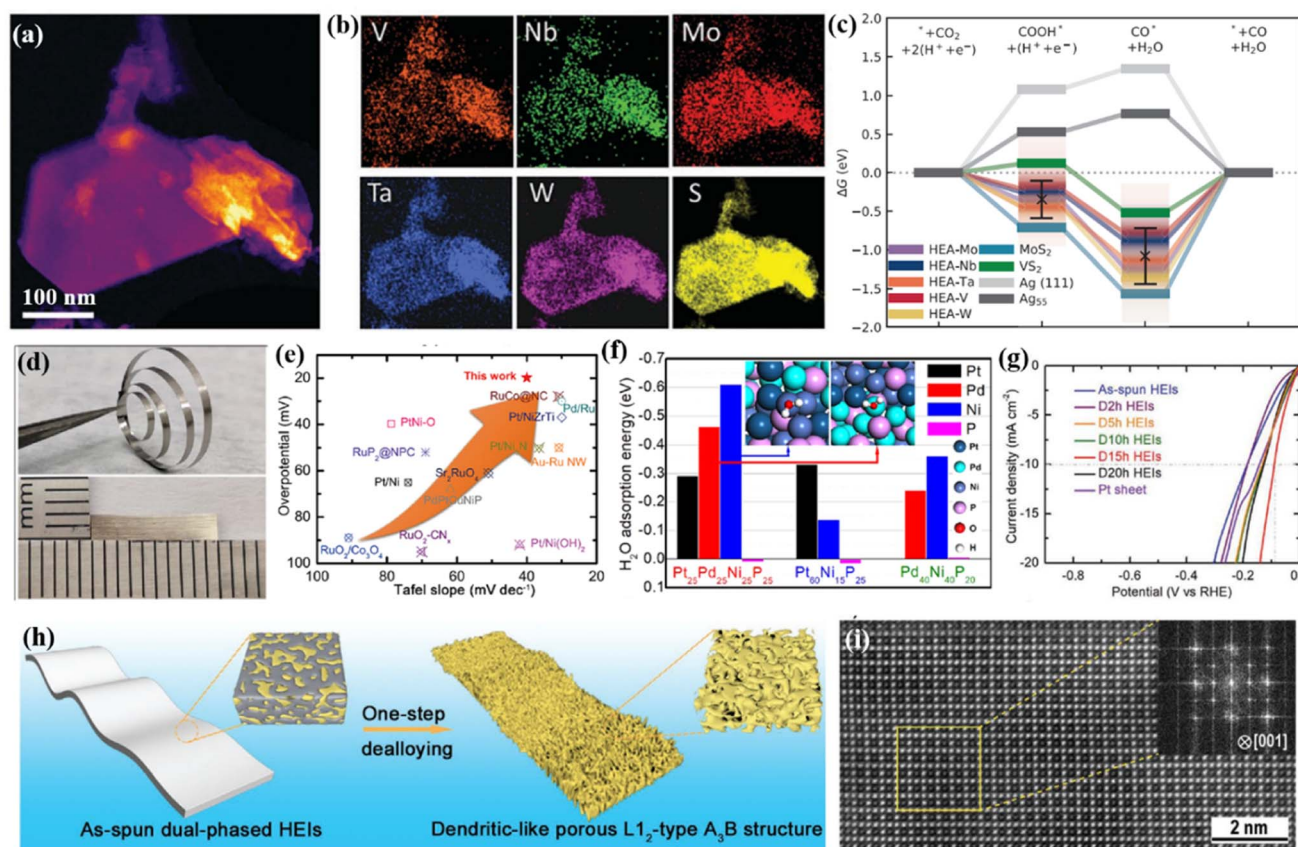 (a)
100 nm
(b)
V
Nb
Mo
Ta
W
S
(c)
*+CO₂
+2(H⁺+e⁻)
COOH*
+(H⁺+e⁻)
CO*
+H₂O
*+CO
+H₂O
ΔG (eV)
2.0
1.5
1.0
0.5
0.0
−0.5
−1.0
−1.5
−2.0
HEA-Mo
HEA-Nb
HEA-Ta
HEA-V
HEA-W
MoS₂
VS₂
Ag (111)
Ag₅₅
(d)
mm
(e)
Overpotential (mV)
20
40
60
80
100
This work
RuCo@NC
Pd/Ru
Pt/NiZrTi
PtNi-O
Pt/Ni₃N
Au-Ru NW
RuP₂@NPC
Sr₂RuO₄
Pt/Ni
PdPtCuNiP
RuO₂/Co₃O₄
RuO₂-CNₓ
Pt/Ni(OH)₂
100 80 60 40 20
Tafel slope (mV dec⁻¹)
(f)
H₂O adsorption energy (eV)
-0.7
-0.6
-0.5
-0.4
-0.3
-0.2
-0.1
0.0
0.1
Pt
Pd
Ni
P
Pt
Pd
Ni
P
O
H
Pt₂₅Pd₂₅Ni₂₅P₂₅
Pt₆₀Ni₁₅P₂₅
Pd₄₀Ni₄₀P₂₀
(g)
Current density (mA cm⁻²)
0
-5
-10
-15
-20
As-spun HEIs
D2h HEIs
D5h HEIs
D10h HEIs
D15h HEIs
D20h HEIs
Pt sheet
-0.8 -0.6 -0.4 -0.2 0
Potential (V vs RHE)
(h)
One-step
dealloying
As-spun dual-phased HEIs
Dendritic-like porous L1₂-type A₃B structure
(i)
⊗[001]
2 nm